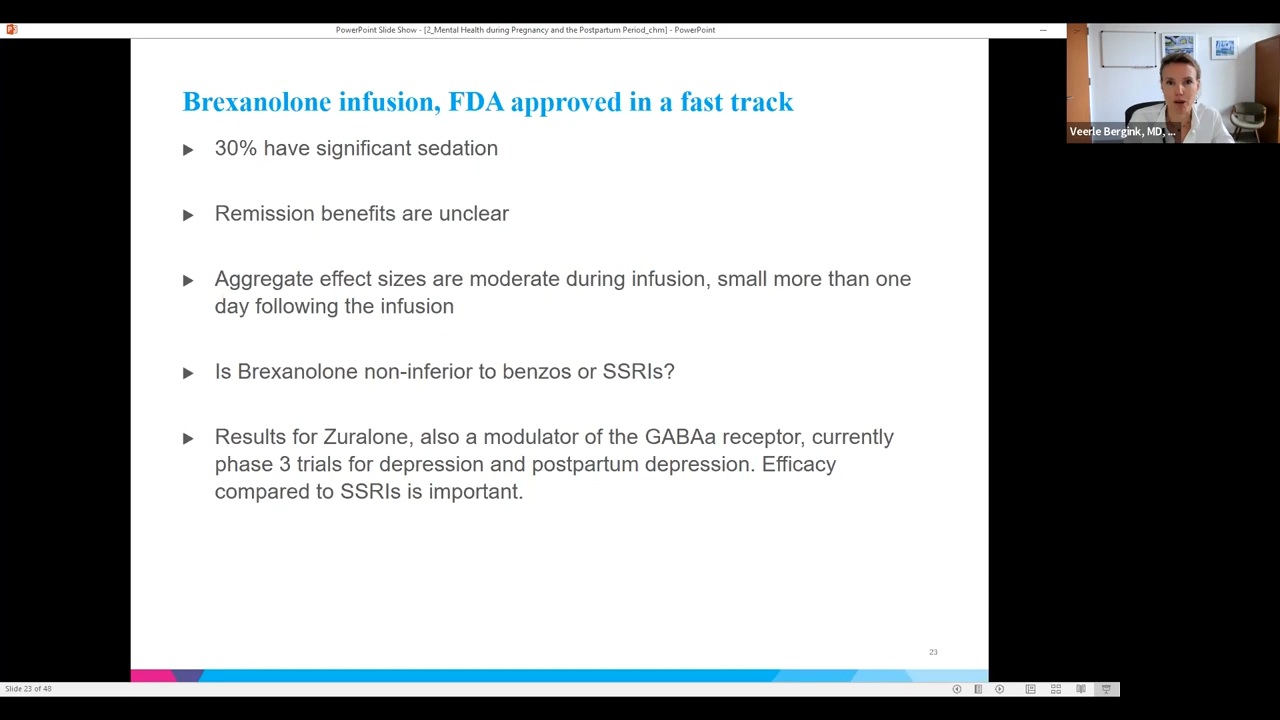 PowerPoint Slide Show - [2_Mental Health during Pregnancy and the Postpartum Period_chm] - PowerPoint
Brexanolone infusion, FDA approved in a fast track
30% have significant sedation
Remission benefits are unclear
Aggregate effect sizes are moderate during infusion, small more than one
day following the infusion
Is Brexanolone non-inferior to benzos or SSRIs?
Results for Zuralone, also a modulator of the GABAa receptor, currently
phase 3 trials for depression and postpartum depression. Efficacy
compared to SSRIs is important.
23
Slide 23 of 48
Veerle Bergink, MD, ...